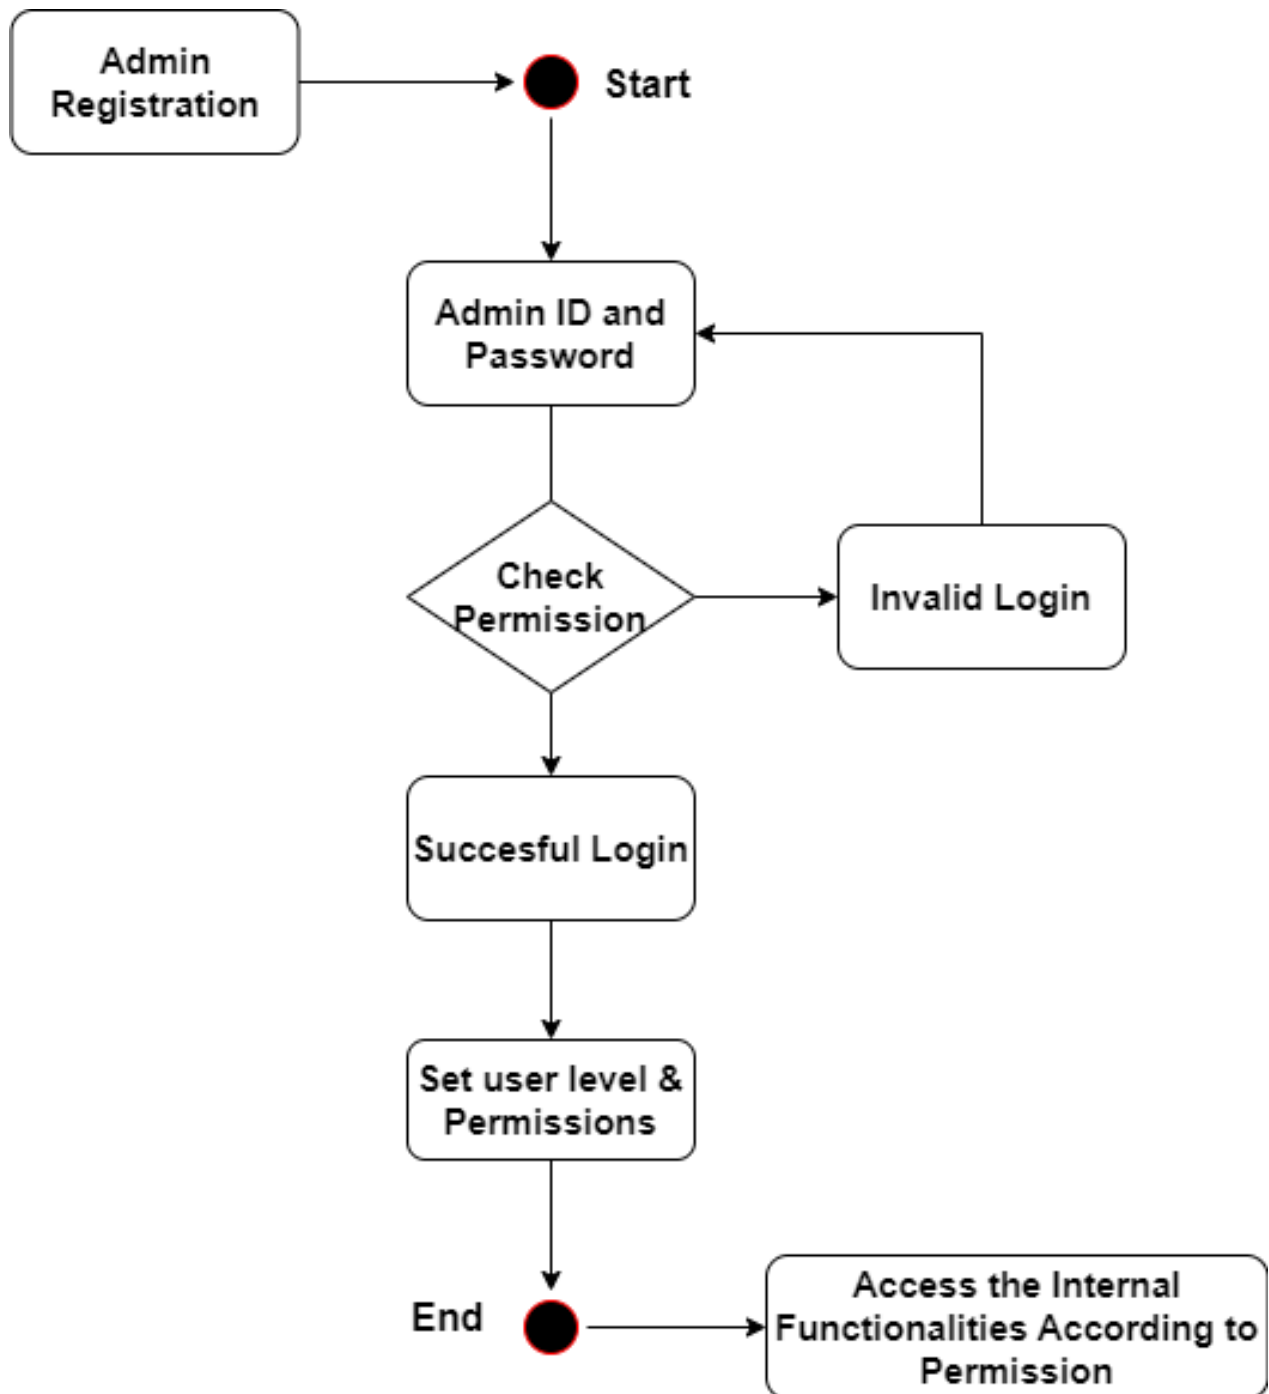 Admin
Registration
Start
Admin ID and
Password
Check
Permission
Invalid Login
Succesful Login
Set user level &
Permissions
End
Access the Internal
Functionalities According to
Permission